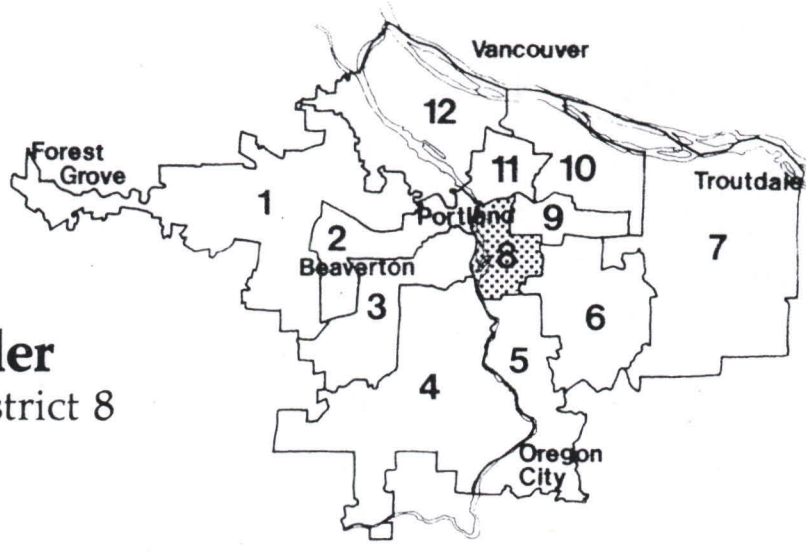 Vancouver
12
Forest
Grove
11
10
1
Troutdale
Portland
9
2
7
8
Beaverton
3
6
5
4
District 8
Oregon
City